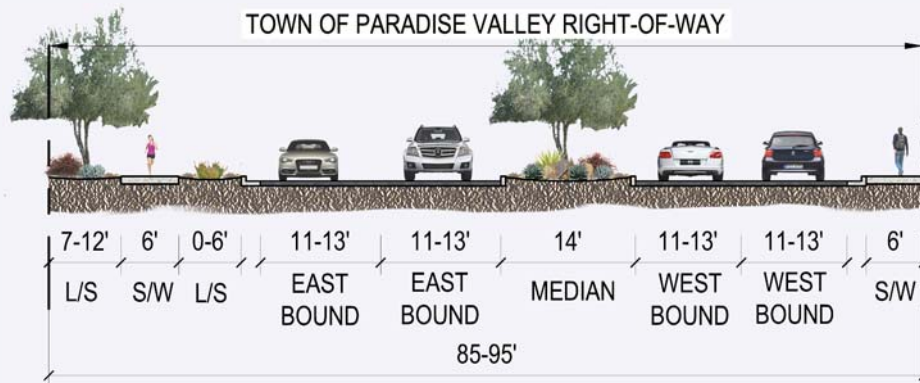 TOWN OF PARADISE VALLEY RIGHT-OF-WAY
7-12' 6' 0-6' 11-13' 11-13' 14' 11-13' 11-13' 6'
L/S S/W L/S EAST BOUND EAST BOUND MEDIAN WEST BOUND WEST BOUND S/W
85-95'